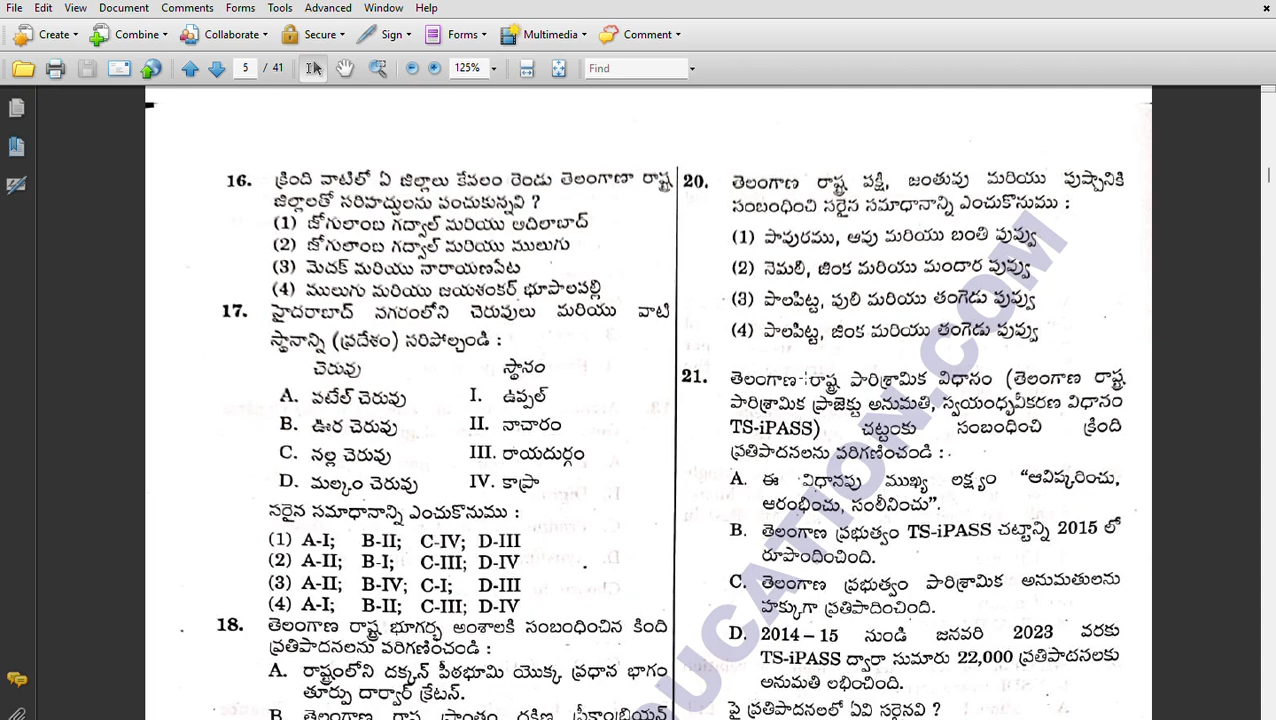 File Edit View Document Comments Forms Tools Advanced Window Help
Create Combine Collaborate Secure Sign Forms Multimedia Comment
5 / 41 125% Find
16. క్రింది వాటిలో ఏ జిల్లాలు కేవలం రెండు తెలంగాణా రాష్ట్ర
జిల్లాలతో సరిహద్దులను పంచుకున్నవి ?
(1) జోగులాంబ గద్వాల్ మరియు ఆదిలాబాద్
(2) జోగులాంబ గద్వాల్ మరియు ములుగు
(3) మెదక్ మరియు నారాయణపేట
(4) ములుగు మరియు జయశంకర్ భూపాలపల్లి
17. హైదరాబాద్ నగరంలోని చెరువులు మరియు వాటి
స్థానాన్ని (ప్రదేశం) సరిపోల్చండి :
చెరువు స్థానం
A. పటేల్ చెరువు I. ఉప్పల్
B. ఊర చెరువు II. నాచారం
C. నల్ల చెరువు III. రాయదుర్గం
D. మల్కం చెరువు IV. కాప్రా
సరైన సమాధానాన్ని ఎంచుకొనుము :
(1) A-I; B-II; C-IV; D-III
(2) A-II; B-I; C-III; D-IV
(3) A-II; B-IV; C-I; D-III
(4) A-I; B-II; C-III; D-IV
18. తెలంగాణ రాష్ట్ర భూగర్భ అంశాలకి సంబంధించిన కింది
ప్రతిపాదనలను పరిగణించండి :
A. రాష్ట్రంలోని దక్కన్ పీఠభూమి యొక్క ప్రధాన భాగం
తూర్పు దార్వార్ క్రేటన్.
B. తెలంగాణ రాష్ట్ర ప్రాంతం దక్షిణ ప్రీకాంబ్రియన్
20. తెలంగాణ రాష్ట్ర పక్షి, జంతువు మరియు పుష్పానికి
సంబంధించి సరైన సమాధానాన్ని ఎంచుకొనుము :
(1) పావురము, ఆవు మరియు బంతి పువ్వు
(2) నెమలి, జింక మరియు మందార పువ్వు
(3) పాలపిట్ట, పులి మరియు తంగెడు పువ్వు
(4) పాలపిట్ట, జింక మరియు తంగెడు పువ్వు
21. తెలంగాణ రాష్ట్ర పారిశ్రామిక విధానం (తెలంగాణ రాష్ట్ర
పారిశ్రామిక ప్రాజెక్టు అనుమతి, స్వయంధృవీకరణ విధానం
TS-iPASS) చట్టంకు సంబంధించి క్రింది
ప్రతిపాదనలను పరిగణించండి :
A. ఈ విధానపు ముఖ్య లక్ష్యం “ఆవిష్కరించు,
ఆరంభించు, సంలీనించు”.
B. తెలంగాణ ప్రభుత్వం TS-iPASS చట్టాన్ని 2015 లో
రూపొందించింది.
C. తెలంగాణ ప్రభుత్వం పారిశ్రామిక అనుమతులను
హక్కుగా ప్రతిపాదించింది.
D. 2014 – 15 నుండి జనవరి 2023 వరకు
TS-iPASS ద్వారా సుమారు 22,000 ప్రతిపాదనలకు
అనుమతి లభించింది.
పై ప్రతిపాదనలలో ఏవి సరైనవి ?
UCATION.COM